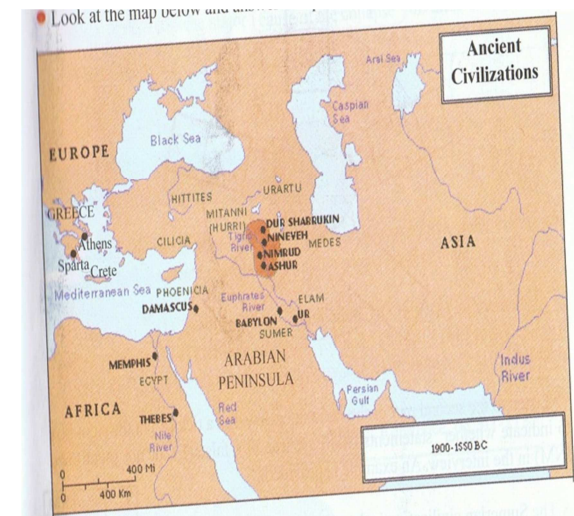 Look at the map below and
Ancient
Civilizations
Arsl Sea
Caspian
Sea
Black Sea
EUROPE
HITTITES
URARTU
GREECE
MITANNI
(HURRI)
DUR SHARRUKIN
Tigris
River
NINEVEH
MEDES
ASIA
Athens
CILICIA
NIMRUD
ASHUR
Sparta
Crete
Mediterranean Sea
PHOENICIA
Euphrates
River
ELAM
DAMASCUS
BABYLON
UR
SUMER
MEMPHIS
ARABIAN
PENINSULA
EGYPT
Indus
River
Persian
Gulf
AFRICA
THEBES
Red
Sea
Nile
River
1900-1550 BC
0 400 Mi
0 400 Km